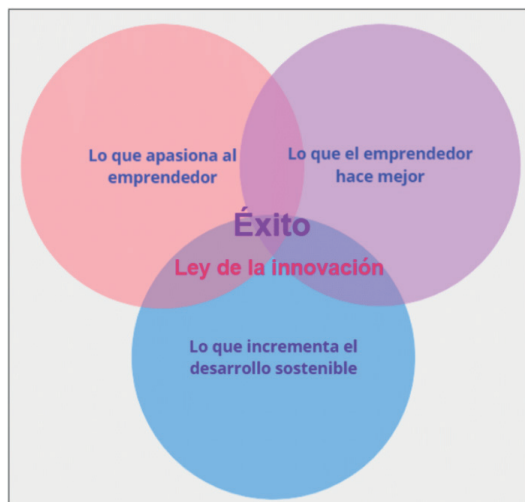 Lo que apasiona al
emprendedor
Lo que el emprendedor
hace mejor
Éxito
Ley de la innovación
Lo que incrementa el
desarrollo sostenible